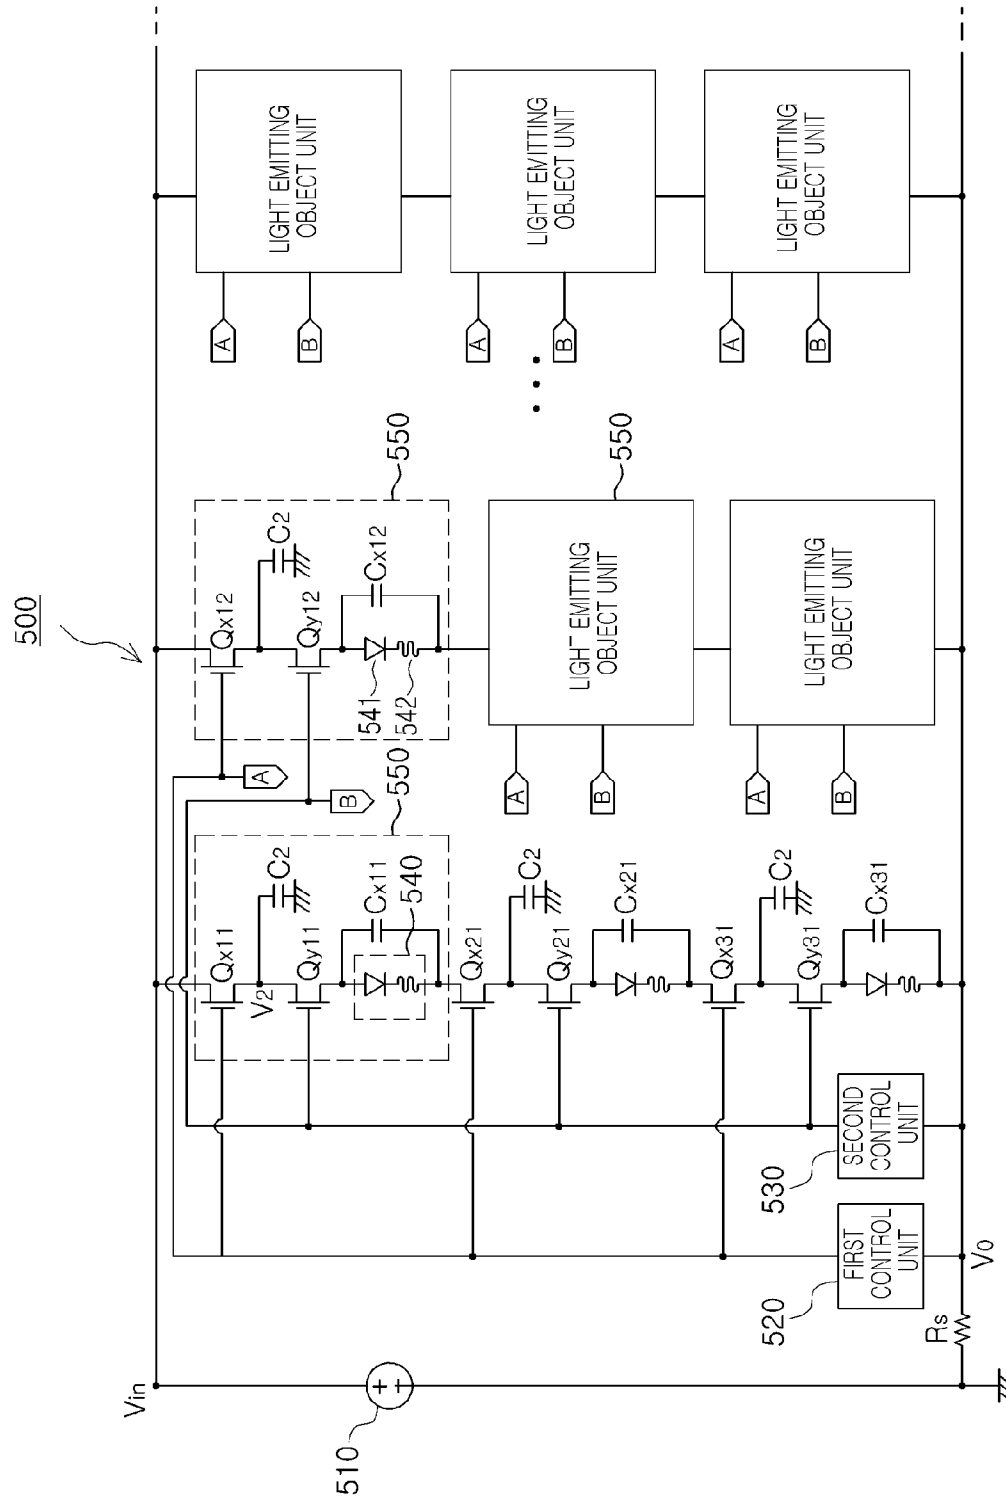 500
Vin
510
Rs
V0
520
FIRST
CONTROL
UNIT
530
SECOND
CONTROL
UNIT
550
Qx11
V2
C2
Qy11
Cx11
540
Qx21
C2
Qy21
Cx21
Qx31
C2
Qy31
Cx31
A
B
550
Qx12
C2
Qy12
Cx12
541
542
A
B
LIGHT EMITTING
OBJECT UNIT
550
A
B
LIGHT EMITTING
OBJECT UNIT
A
B
LIGHT EMITTING
OBJECT UNIT
A
B
LIGHT EMITTING
OBJECT UNIT
A
B
LIGHT EMITTING
OBJECT UNIT